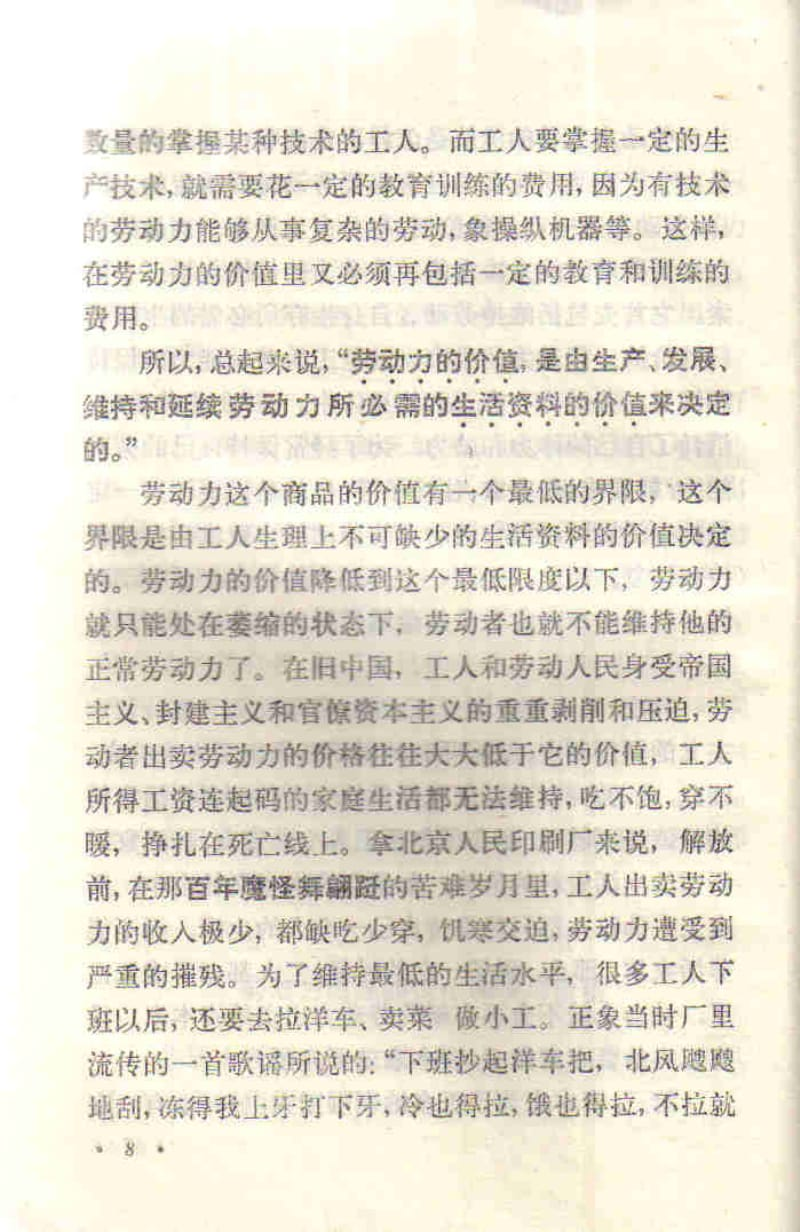 数量的掌握某种技术的工人。而工人要掌握一定的生
产技术，就需要花一定的教育训练的费用，因为有技术
的劳动力能够从事复杂的劳动，象操纵机器等。这样，
在劳动力的价值里又必须再包括一定的教育和训练的
费用。
所以，总起来说，“劳动力的价值，是由生产、发展、
维持和延续劳动力所必需的生活资料的价值来决定
的。”
劳动力这个商品的价值有一个最低的界限，这个
界限是由工人生理上不可缺少的生活资料的价值决定
的。劳动力的价值降低到这个最低限度以下，劳动力
就只能处在萎缩的状态下，劳动者也就不能维持他的
正常劳动力了。在旧中国，工人和劳动人民身受帝国
主义、封建主义和官僚资本主义的重重剥削和压迫，劳
动者出卖劳动力的价格往往大大低于它的价值，工人
所得工资连起码的家庭生活都无法维持，吃不饱，穿不
暖，挣扎在死亡线上。拿北京人民印刷厂来说，解放
前，在那百年魔怪舞翩跹的苦难岁月里，工人出卖劳动
力的收入极少，都缺吃少穿，饥寒交迫，劳动力遭受到
严重的摧残。为了维持最低的生活水平，很多工人下
班以后，还要去拉洋车、卖菜 做小工。正象当时厂里
流传的一首歌谣所说的：“下班抄起洋车把，北风飕飕
地刮，冻得我上牙打下牙，冷也得拉，饿也得拉，不拉就
· 8 ·